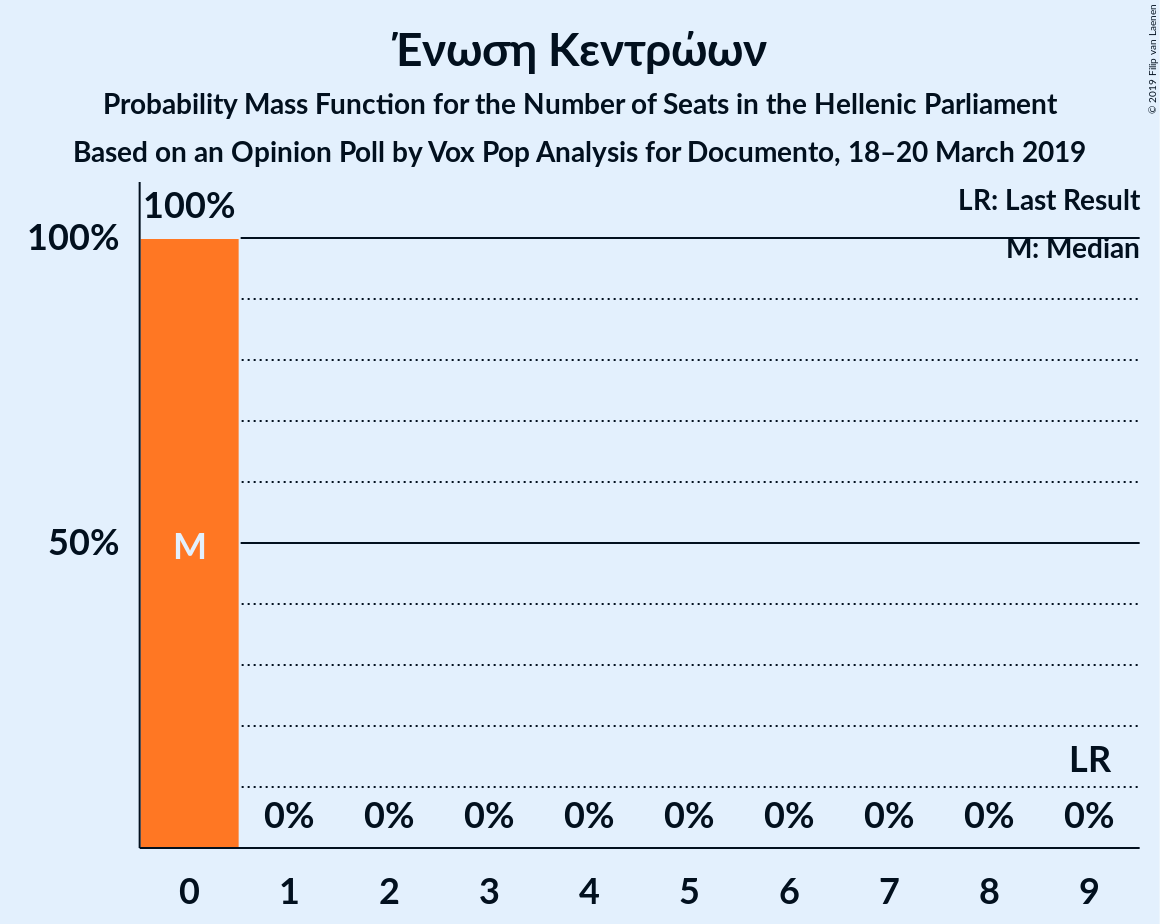 Ένωση Κεντρώων
Probability Mass Function for the Number of Seats in the Hellenic Parliament
Based on an Opinion Poll by Vox Pop Analysis for Documento, 18–20 March 2019
© 2019 Filip van Laenen
LR: Last Result
M: Median
100%
100%
50%
M
LR
0% 0% 0% 0% 0% 0% 0% 0% 0%
0 1 2 3 4 5 6 7 8 9